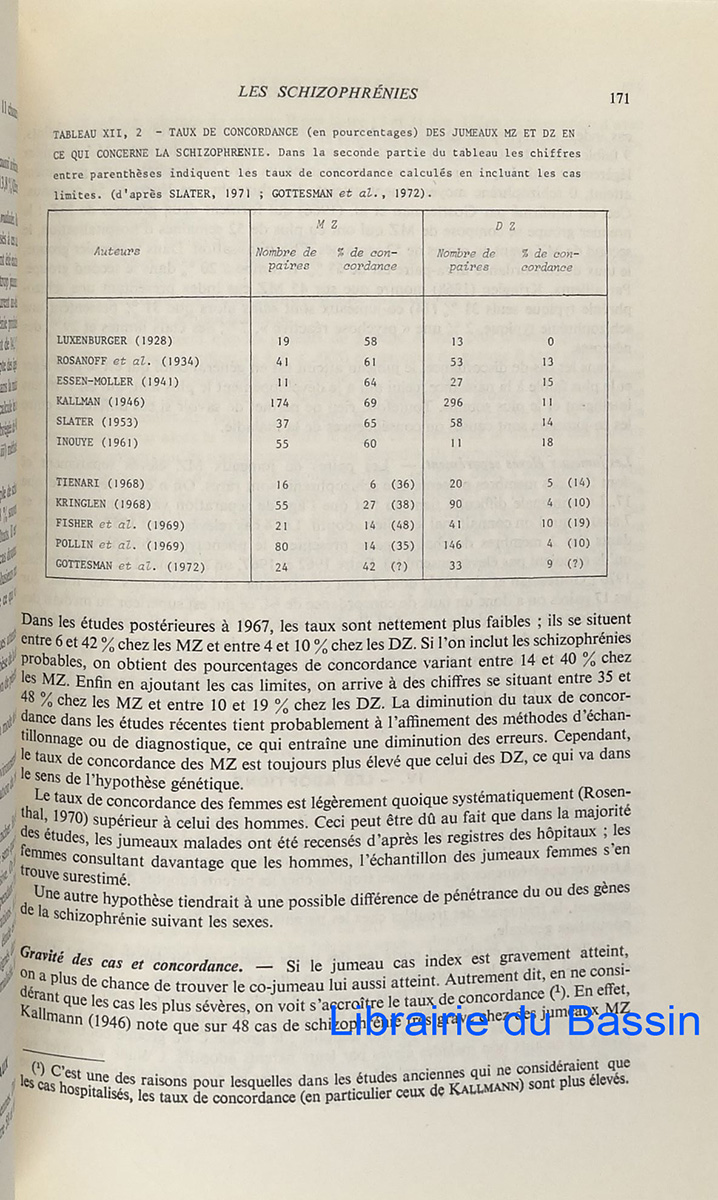 LES SCHIZOPHRÉNIES
171
TABLEAU XII, 2 - TAUX DE CONCORDANCE (en pourcentages) DES JUMEAUX MZ ET DZ EN
CE QUI CONCERNE LA SCHIZOPHRENIE. Dans la seconde partie du tableau les chiffres
entre parenthèses indiquent les taux de concordance calculés en incluant les cas
limites. (d'après SLATER, 1971 ; GOTTESMAN et al., 1972).
M Z D Z
Auteurs Nombre de % de con- Nombre de % de con-
paires cordance paires cordance
LUXENBURGER (1928) 19 58 13 0
ROSANOFF et al. (1934) 41 61 53 13
ESSEN-MOLLER (1941) 11 64 27 15
KALLMAN (1946) 174 69 296 11
SLATER (1953) 37 65 58 14
INOUYE (1961) 55 60 11 18
TIENARI (1968) 16 6 (36) 20 5 (14)
KRINGLEN (1968) 55 27 (38) 90 4 (10)
FISHER et al. (1969) 21 14 (48) 41 10 (19)
POLLIN et al. (1969) 80 14 (35) 146 4 (10)
GOTTESMAN et al. (1972) 24 42 (?) 33 9 (?)
Dans les études postérieures à 1967, les taux sont nettement plus faibles ; ils se situent
entre 6 et 42 % chez les MZ et entre 4 et 10 % chez les DZ. Si l'on inclut les schizophrénies
probables, on obtient des pourcentages de concordance variant entre 14 et 40 % chez
les MZ. Enfin en ajoutant les cas limites, on arrive à des chiffres se situant entre 35 et
48 % chez les MZ et entre 10 et 19 % chez les DZ. La diminution du taux de concor-
dance dans les études récentes tient probablement à l'affinement des méthodes d'échan-
tillonnage ou de diagnostique, ce qui entraîne une diminution des erreurs. Cependant,
le taux de concordance des MZ est toujours plus élevé que celui des DZ, ce qui va dans
le sens de l'hypothèse génétique.
Le taux de concordance des femmes est légèrement quoique systématiquement (Rosen-
thal, 1970) supérieur à celui des hommes. Ceci peut être dû au fait que dans la majorité
des études, les jumeaux malades ont été recensés d'après les registres des hôpitaux ; les
femmes consultant davantage que les hommes, l'échantillon des jumeaux femmes s'en
trouve surestimé.
Une autre hypothèse tiendrait à une possible différence de pénétrance du ou des gènes
de la schizophrénie suivant les sexes.
Gravité des cas et concordance. — Si le jumeau cas index est gravement atteint,
on a plus de chance de trouver le co-jumeau lui aussi atteint. Autrement dit, en ne consi-
dérant que les cas les plus sévères, on voit s'accroître le taux de concordance (¹). En effet,
Kallmann (1946) note que sur 48 cas de schizophrénie très grave chez des jumeaux MZ
Librairie du Bassin
(¹) C'est une des raisons pour lesquelles dans les études anciennes qui ne considéraient que
les cas hospitalisés, les taux de concordance (en particulier ceux de KALLMANN) sont plus élevés.